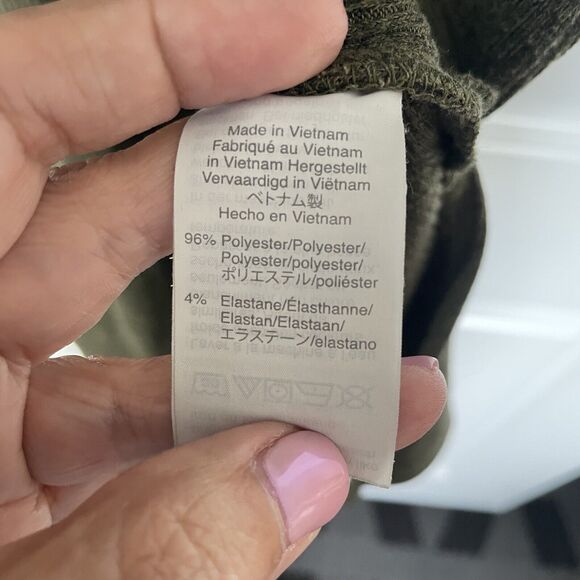 Made in Vietnam
Fabriqué au Vietnam
in Vietnam Hergestellt
Vervaardigd in Viëtnam
ベトナム製
Hecho en Vietnam
96% Polyester/Polyester/
Polyester/polyester/
ポリエステル/poliéster
4% Elastane/Élasthanne/
Elastan/Elastaan/
エラステーン/elastano